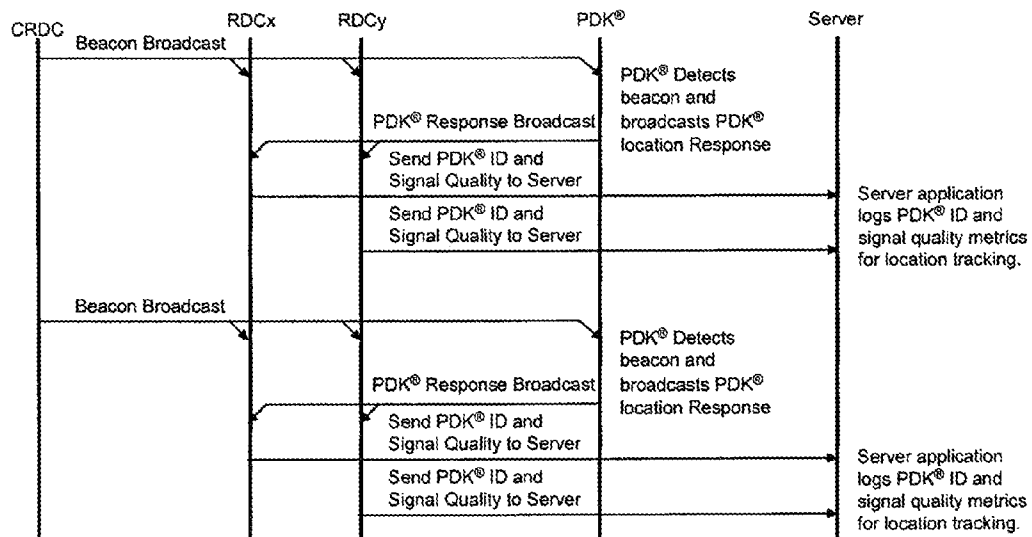 CRDC
RDCx
RDCy
PDK®
Server
Beacon Broadcast
PDK® Detects
beacon and
broadcasts PDK®
location Response
PDK® Response Broadcast
Send PDK® ID and
Signal Quality to Server
Send PDK® ID and
Signal Quality to Server
Server application
logs PDK® ID and
signal quality metrics
for location tracking.
Beacon Broadcast
PDK® Detects
beacon and
broadcasts PDK®
location Response
PDK® Response Broadcast
Send PDK® ID and
Signal Quality to Server
Send PDK® ID and
Signal Quality to Server
Server application
logs PDK® ID and
signal quality metrics
for location tracking.